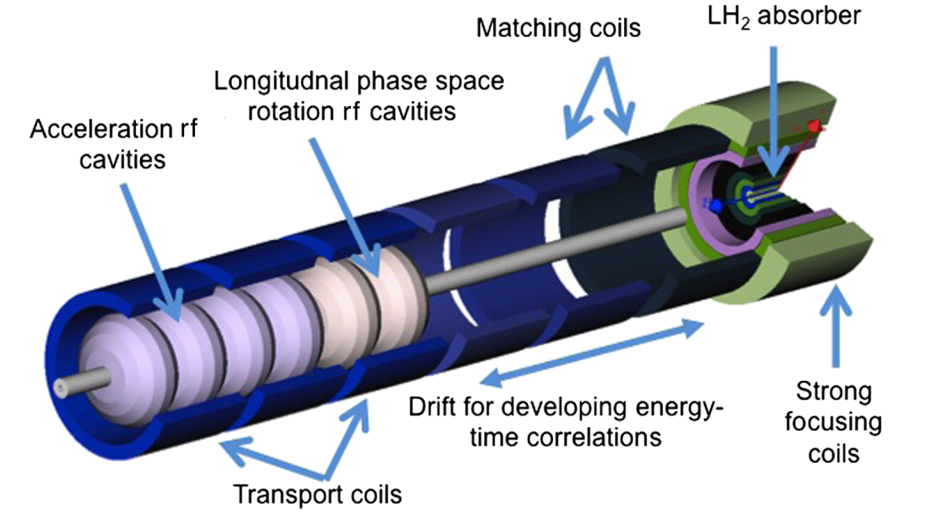 Matching coils
LH₂ absorber
Longitudnal phase space
rotation rf cavities
Acceleration rf
cavities
Drift for developing energy-
time correlations
Strong
focusing
coils
Transport coils